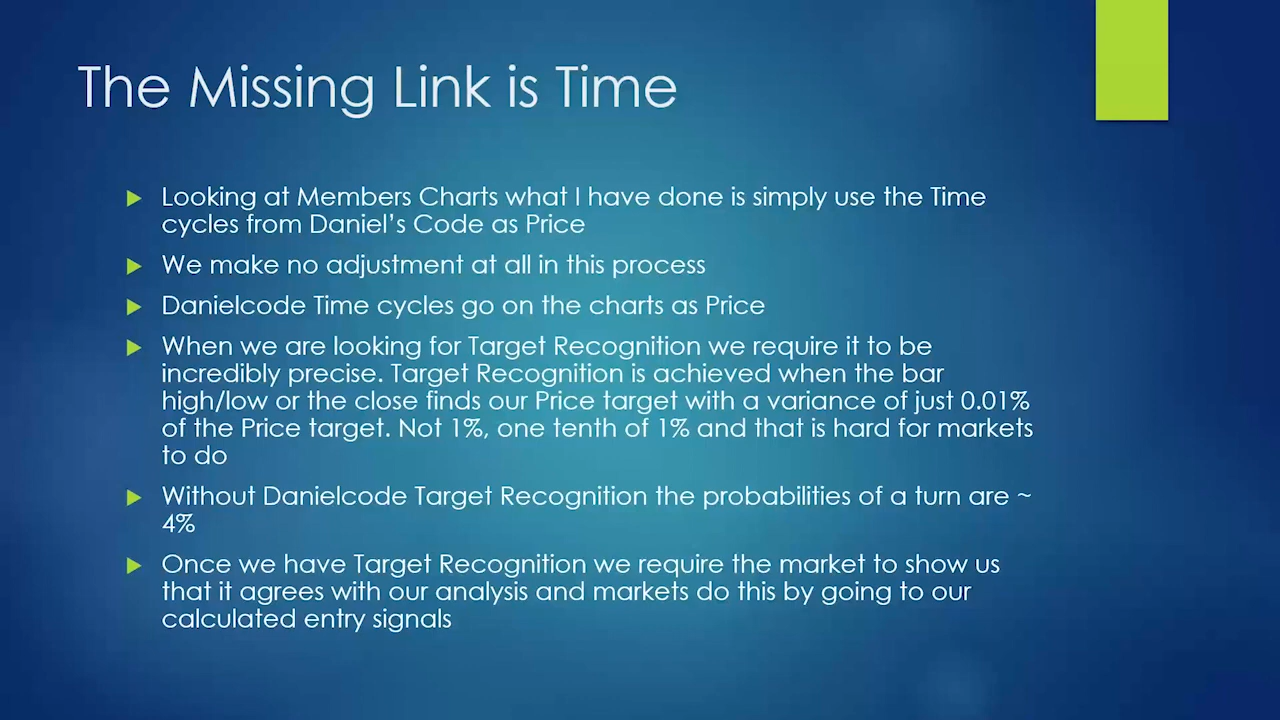 The Missing Link is Time
Looking at Members Charts what I have done is simply use the Time
cycles from Daniel’s Code as Price
We make no adjustment at all in this process
Danielcode Time cycles go on the charts as Price
When we are looking for Target Recognition we require it to be
incredibly precise. Target Recognition is achieved when the bar
high/low or the close finds our Price target with a variance of just 0.01%
of the Price target. Not 1%, one tenth of 1% and that is hard for markets
to do
Without Danielcode Target Recognition the probabilities of a turn are ~
4%
Once we have Target Recognition we require the market to show us
that it agrees with our analysis and markets do this by going to our
calculated entry signals